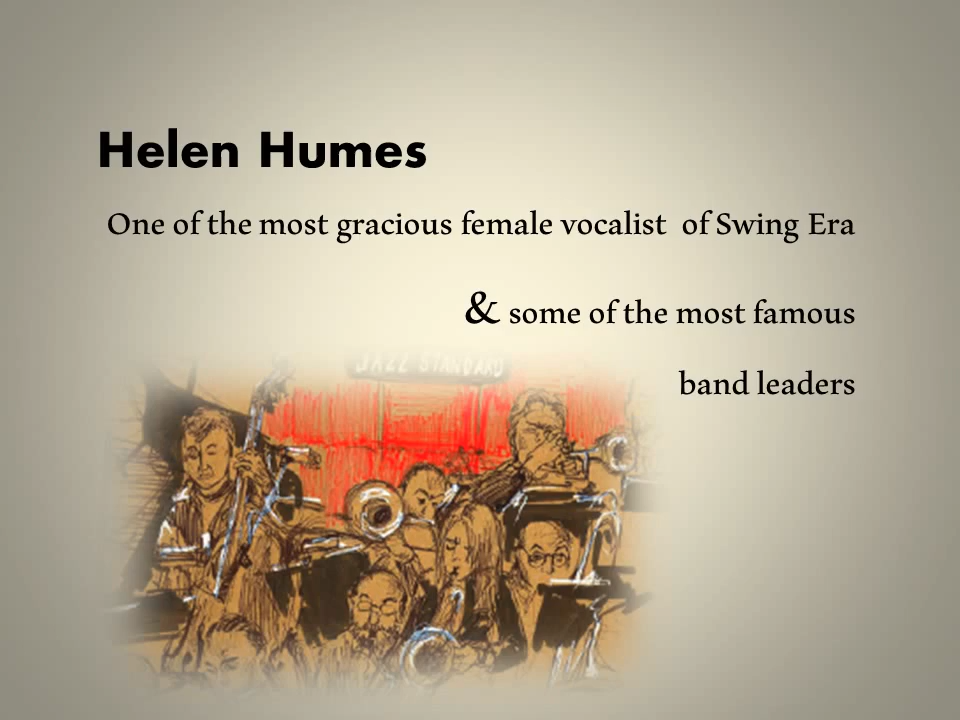 Helen Humes
One of the most gracious female vocalist of Swing Era
& some of the most famous
band leaders
JAZZ STANDARD